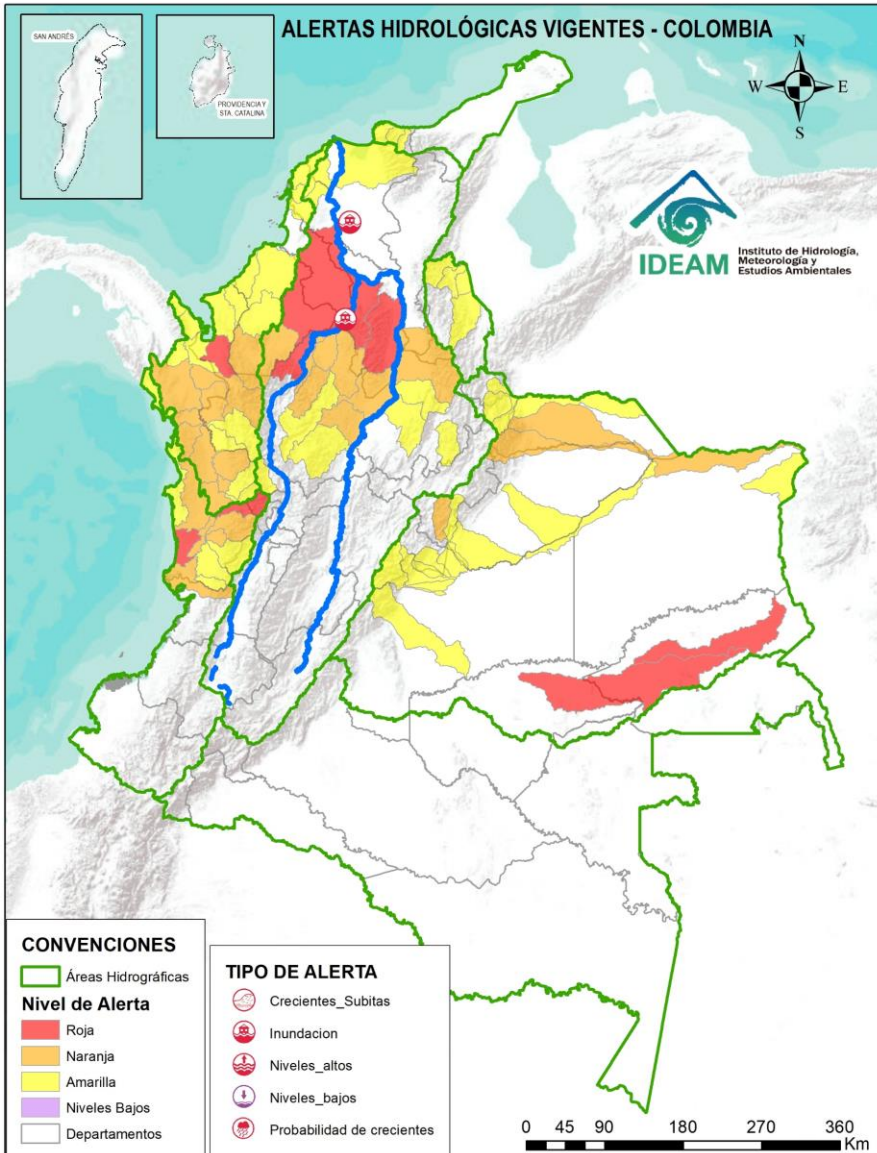 ALERTAS HIDROLÓGICAS VIGENTES - COLOMBIA
SAN ANDRÉS
PROVIDENCIA Y
STA. CATALINA
N
W
E
S
IDEAM
Instituto de Hidrología,
Meteorología y
Estudios Ambientales
CONVENCIONES
Áreas Hidrográficas
Nivel de Alerta
Roja
Naranja
Amarilla
Niveles Bajos
Departamentos
TIPO DE ALERTA
Crecientes_Subitas
Inundacion
Niveles_altos
Niveles_bajos
Probabilidad de crecientes
0 45 90 180 270 360
Km